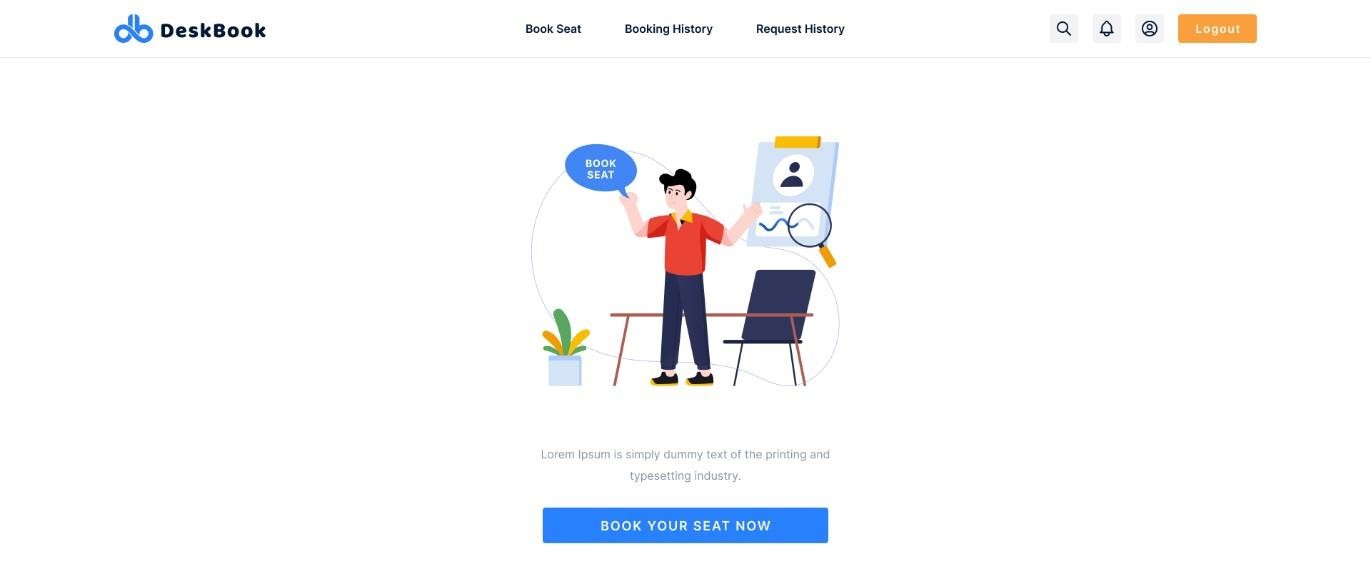 DeskBook
Book Seat
Booking History
Request History
Logout
BOOK
SEAT
Lorem Ipsum is simply dummy text of the printing and
typesetting industry.
BOOK YOUR SEAT NOW